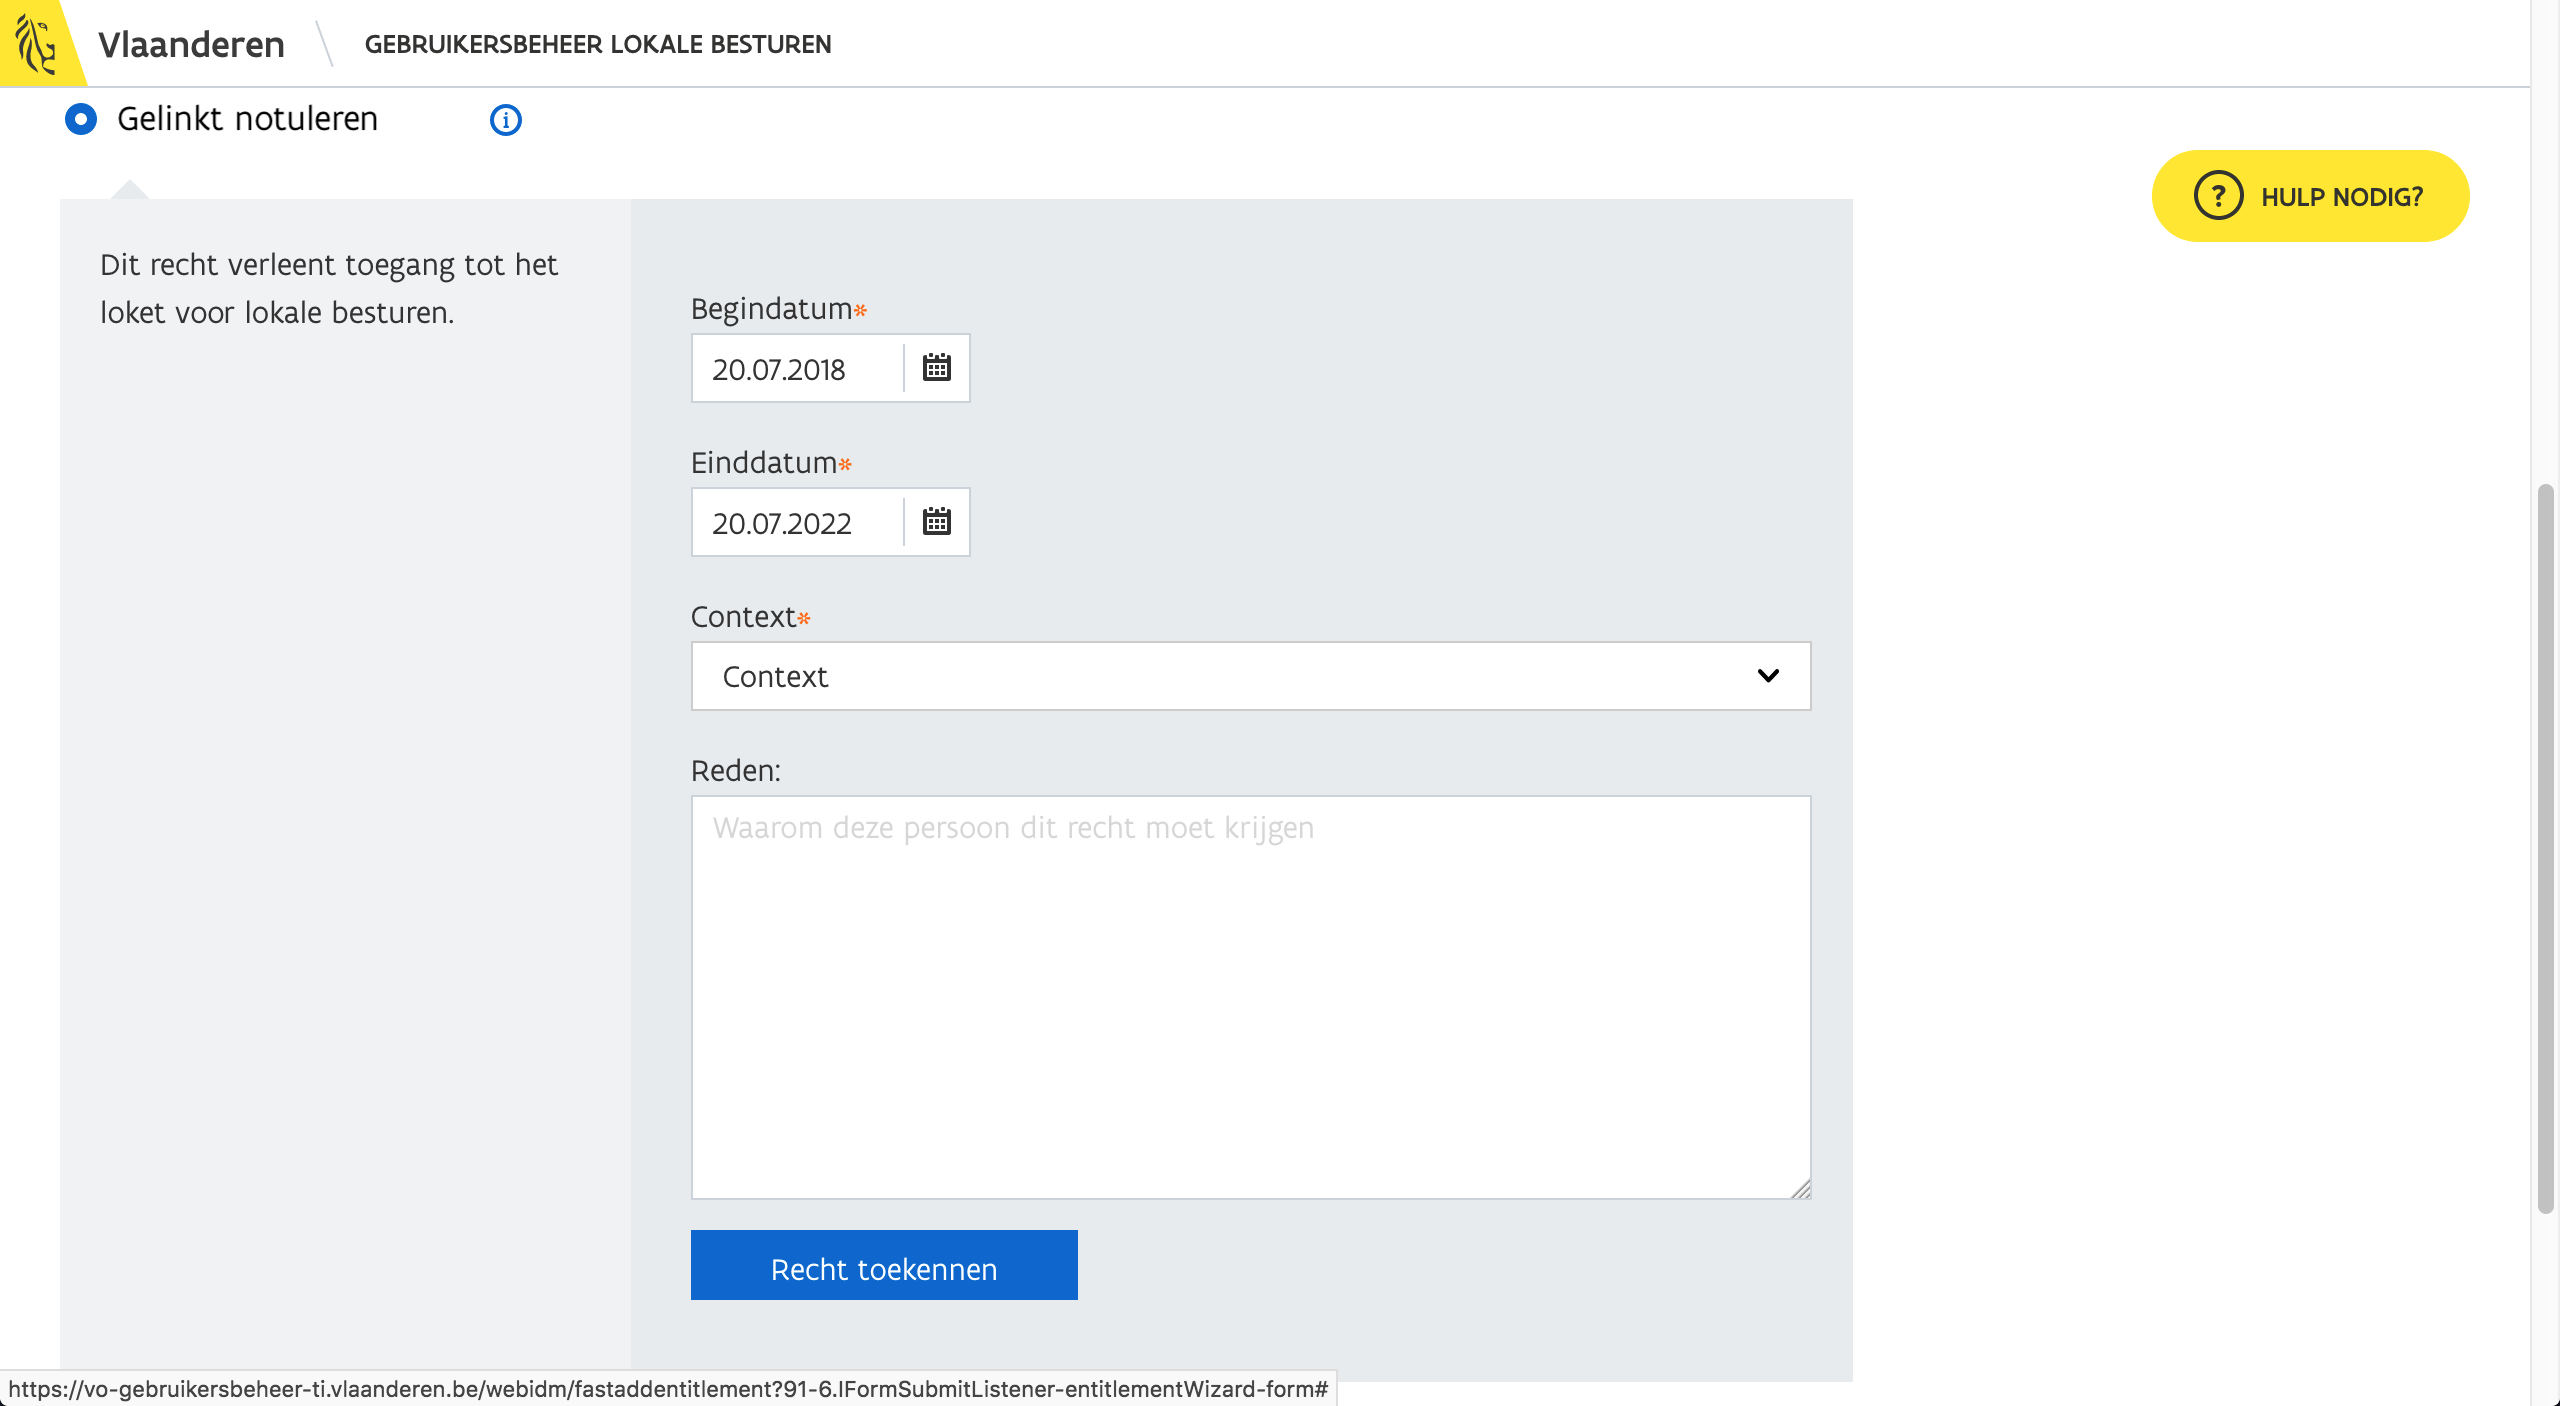 Vlaanderen
GEBRUIKERSBEHEER LOKALE BESTUREN
Gelinkt notuleren
HULP NODIG?
Dit recht verleent toegang tot het
loket voor lokale besturen.
Begindatum*
20.07.2018
Einddatum*
20.07.2022
Context*
Context
Reden:
Waarom deze persoon dit recht moet krijgen
Recht toekennen
https://vo-gebruikersbeheer-ti.vlaanderen.be/webidm/fastaddentitlement?91-6.IFormSubmitListener-entitlementWizard-form#